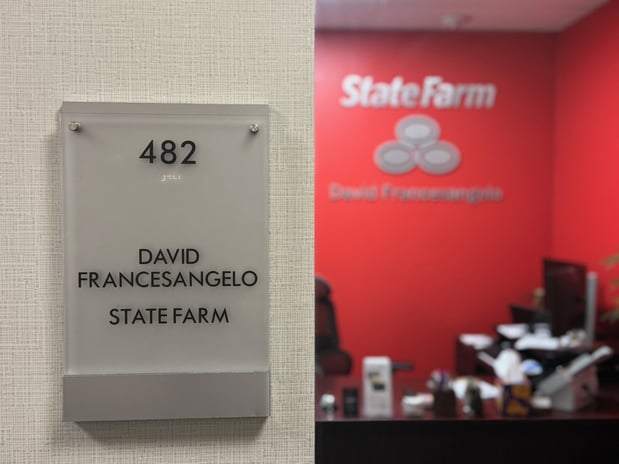 482
DAVID
FRANCESANGELO
STATE FARM
State Farm
David Francesangelo